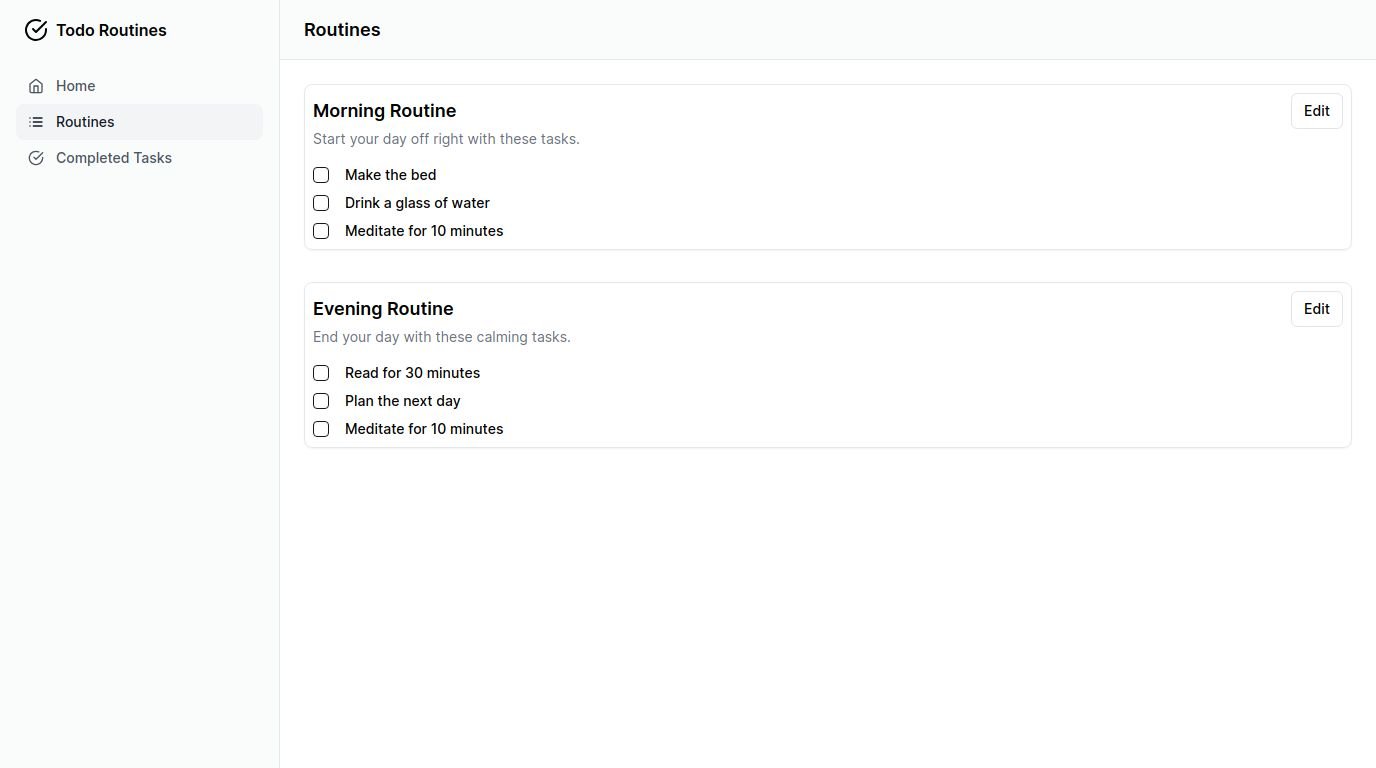 Todo Routines
Home
Routines
Completed Tasks
Routines
Morning Routine
Edit
Start your day off right with these tasks.
Make the bed
Drink a glass of water
Meditate for 10 minutes
Evening Routine
Edit
End your day with these calming tasks.
Read for 30 minutes
Plan the next day
Meditate for 10 minutes